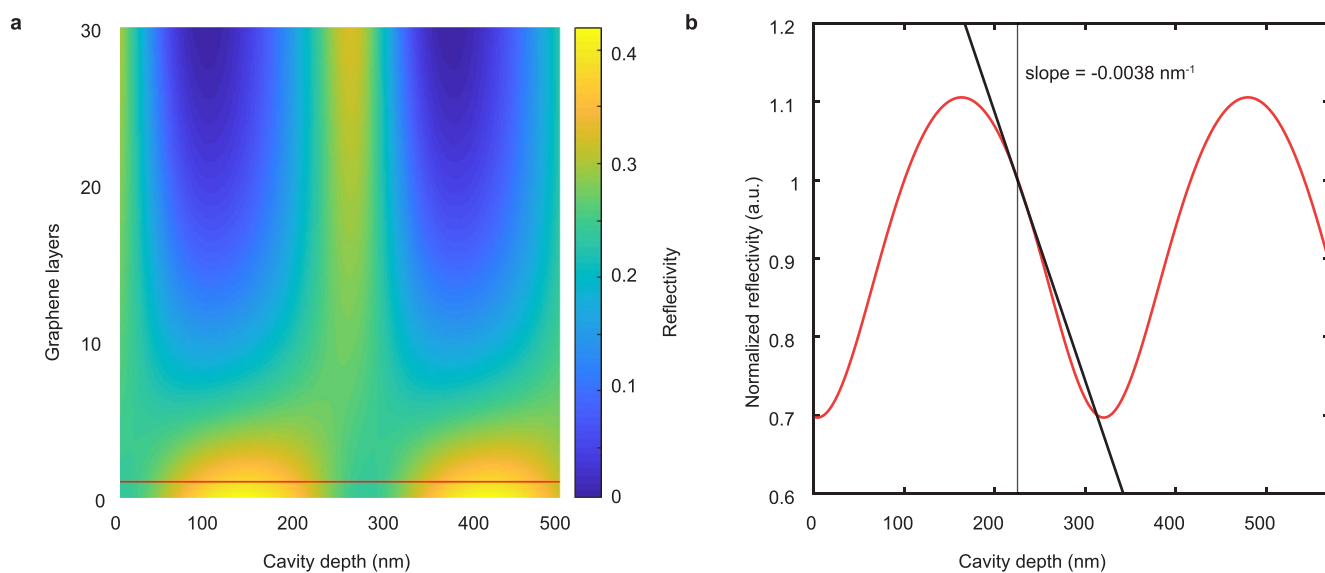 a
30
20
10
0
Graphene layers
0 100 200 300 400 500
Cavity depth (nm)
0.4
0.3
0.2
0.1
0
Reflectivity
b
1.2
1.1
1
0.9
0.8
0.7
0.6
Normalized reflectivity (a.u.)
slope = -0.0038 nm⁻¹
0 100 200 300 400 500
Cavity depth (nm)